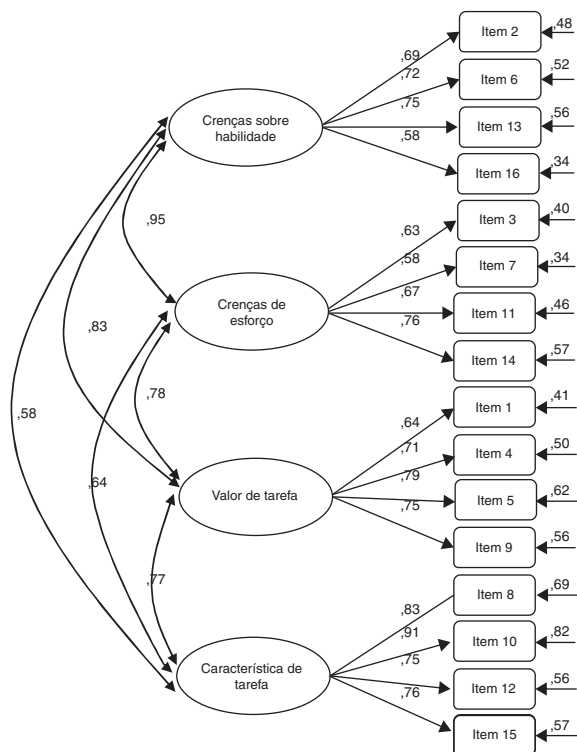 Item 2
,48
,69
Item 6
,52
,72
,75
Item 13
,56
Crenças sobre
habilidade
,58
Item 16
,34
Item 3
,40
,95
,63
Item 7
,34
,58
,67
Item 11
,46
Crenças de
esforço
,76
Item 14
,57
,83
,78
Item 1
,41
,58
,64
,71
Item 4
,50
,64
,79
Item 5
,62
Valor de tarefa
,75
Item 9
,56
,77
Item 8
,69
,83
,91
Item 10
,82
,75
Característica de
tarefa
Item 12
,56
,76
Item 15
,57